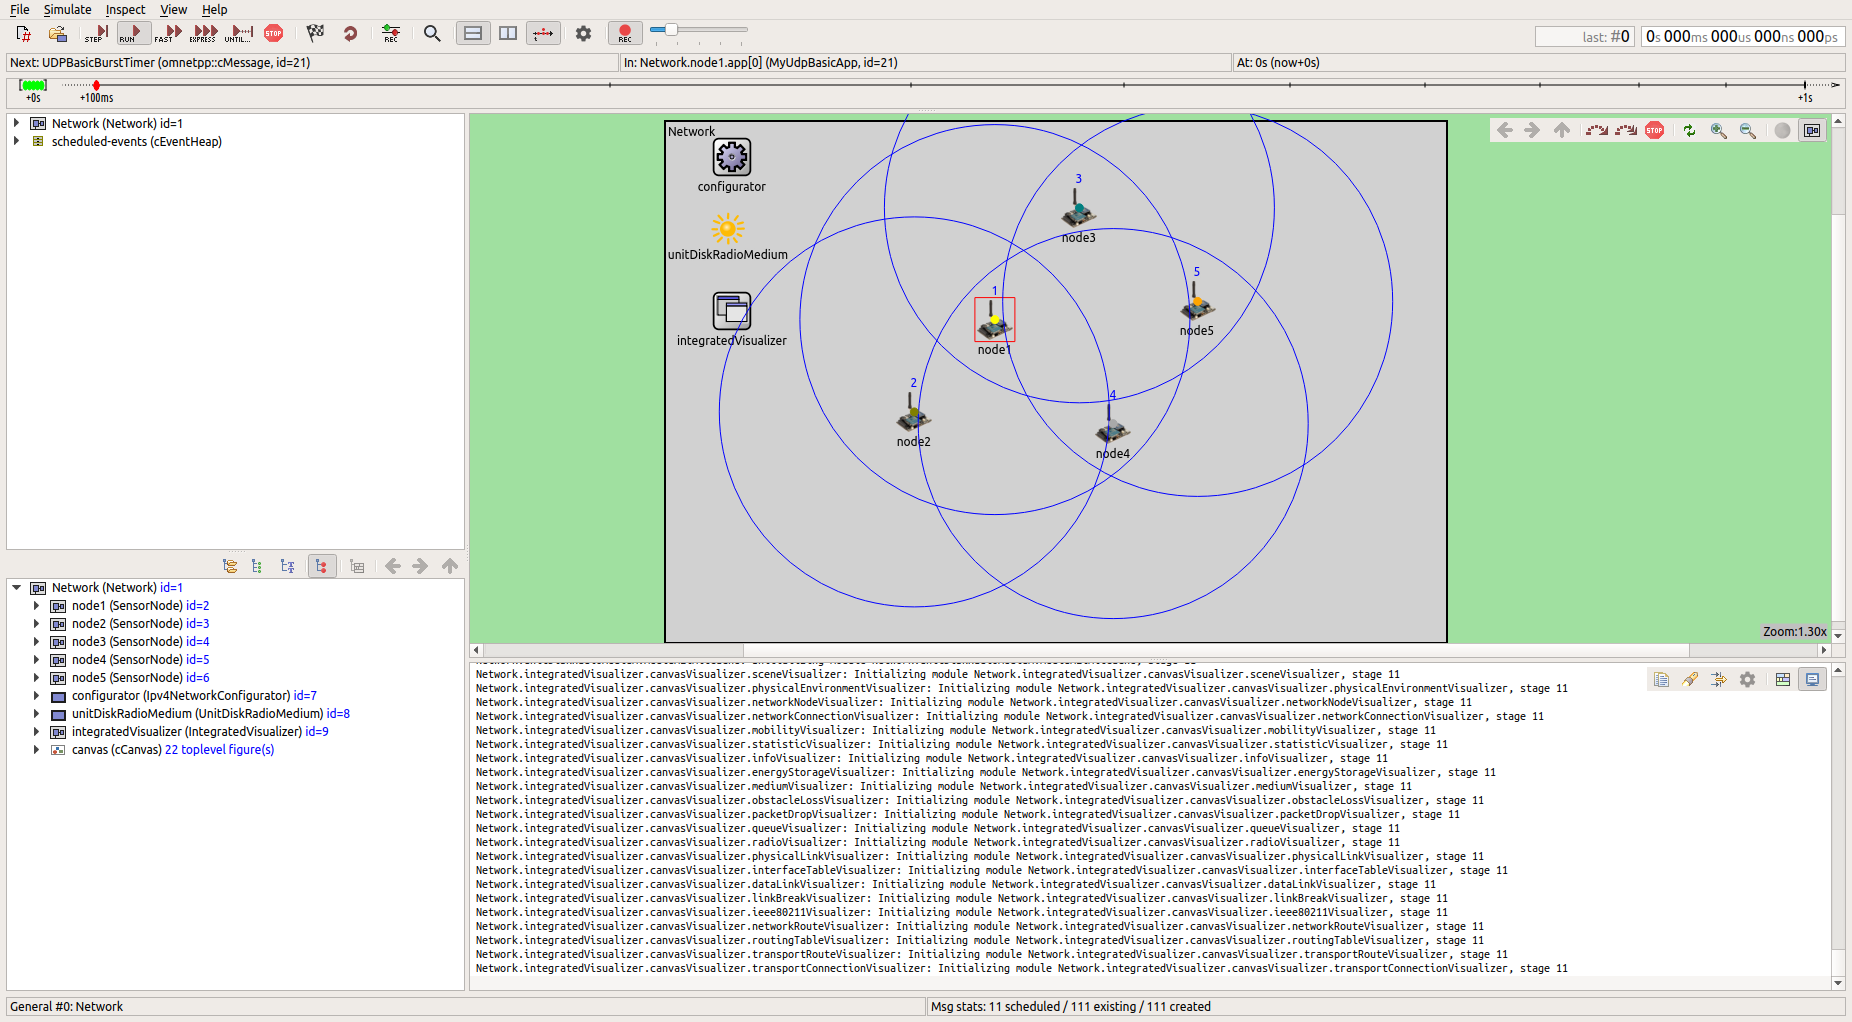 File Simulate Inspect View Help
STEP RUN FAST EXPRESS UNTIL... STOP REC REC
last: #0 0s 000ms 000us 000ns 000ps
Next: UDPBasicBurstTimer (omnetpp::cMessage, id=21) In: Network.node1.app[0] (MyUdpBasicApp, id=21) At: 0s (now+0s)
+0s +100ms +1s
Network (Network) id=1
scheduled-events (cEventHeap)
Network
configurator
unitDiskRadioMedium
integratedVisualizer
3
node3
5
node5
1
node1
2
node2
4
node4
STOP
Zoom:1.30x
Network (Network) id=1
node1 (SensorNode) id=2
node2 (SensorNode) id=3
node3 (SensorNode) id=4
node4 (SensorNode) id=5
node5 (SensorNode) id=6
configurator (Ipv4NetworkConfigurator) id=7
unitDiskRadioMedium (UnitDiskRadioMedium) id=8
integratedVisualizer (IntegratedVisualizer) id=9
canvas (cCanvas) 22 toplevel figure(s)
Network.integratedVisualizer.canvasVisualizer.sceneVisualizer: Initializing module Network.integratedVisualizer.canvasVisualizer.sceneVisualizer, stage 11
Network.integratedVisualizer.canvasVisualizer.physicalEnvironmentVisualizer: Initializing module Network.integratedVisualizer.canvasVisualizer.physicalEnvironmentVisualizer, stage 11
Network.integratedVisualizer.canvasVisualizer.networkNodeVisualizer: Initializing module Network.integratedVisualizer.canvasVisualizer.networkNodeVisualizer, stage 11
Network.integratedVisualizer.canvasVisualizer.networkConnectionVisualizer: Initializing module Network.integratedVisualizer.canvasVisualizer.networkConnectionVisualizer, stage 11
Network.integratedVisualizer.canvasVisualizer.mobilityVisualizer: Initializing module Network.integratedVisualizer.canvasVisualizer.mobilityVisualizer, stage 11
Network.integratedVisualizer.canvasVisualizer.statisticVisualizer: Initializing module Network.integratedVisualizer.canvasVisualizer.statisticVisualizer, stage 11
Network.integratedVisualizer.canvasVisualizer.infoVisualizer: Initializing module Network.integratedVisualizer.canvasVisualizer.infoVisualizer, stage 11
Network.integratedVisualizer.canvasVisualizer.energyStorageVisualizer: Initializing module Network.integratedVisualizer.canvasVisualizer.energyStorageVisualizer, stage 11
Network.integratedVisualizer.canvasVisualizer.mediumVisualizer: Initializing module Network.integratedVisualizer.canvasVisualizer.mediumVisualizer, stage 11
Network.integratedVisualizer.canvasVisualizer.obstacleLossVisualizer: Initializing module Network.integratedVisualizer.canvasVisualizer.obstacleLossVisualizer, stage 11
Network.integratedVisualizer.canvasVisualizer.packetDropVisualizer: Initializing module Network.integratedVisualizer.canvasVisualizer.packetDropVisualizer, stage 11
Network.integratedVisualizer.canvasVisualizer.queueVisualizer: Initializing module Network.integratedVisualizer.canvasVisualizer.queueVisualizer, stage 11
Network.integratedVisualizer.canvasVisualizer.radioVisualizer: Initializing module Network.integratedVisualizer.canvasVisualizer.radioVisualizer, stage 11
Network.integratedVisualizer.canvasVisualizer.physicalLinkVisualizer: Initializing module Network.integratedVisualizer.canvasVisualizer.physicalLinkVisualizer, stage 11
Network.integratedVisualizer.canvasVisualizer.interfaceTableVisualizer: Initializing module Network.integratedVisualizer.canvasVisualizer.interfaceTableVisualizer, stage 11
Network.integratedVisualizer.canvasVisualizer.dataLinkVisualizer: Initializing module Network.integratedVisualizer.canvasVisualizer.dataLinkVisualizer, stage 11
Network.integratedVisualizer.canvasVisualizer.linkBreakVisualizer: Initializing module Network.integratedVisualizer.canvasVisualizer.linkBreakVisualizer, stage 11
Network.integratedVisualizer.canvasVisualizer.ieee80211Visualizer: Initializing module Network.integratedVisualizer.canvasVisualizer.ieee80211Visualizer, stage 11
Network.integratedVisualizer.canvasVisualizer.networkRouteVisualizer: Initializing module Network.integratedVisualizer.canvasVisualizer.networkRouteVisualizer, stage 11
Network.integratedVisualizer.canvasVisualizer.routingTableVisualizer: Initializing module Network.integratedVisualizer.canvasVisualizer.routingTableVisualizer, stage 11
Network.integratedVisualizer.canvasVisualizer.transportRouteVisualizer: Initializing module Network.integratedVisualizer.canvasVisualizer.transportRouteVisualizer, stage 11
Network.integratedVisualizer.canvasVisualizer.transportConnectionVisualizer: Initializing module Network.integratedVisualizer.canvasVisualizer.transportConnectionVisualizer, stage 11
General #0: Network Msg stats: 11 scheduled / 111 existing / 111 created